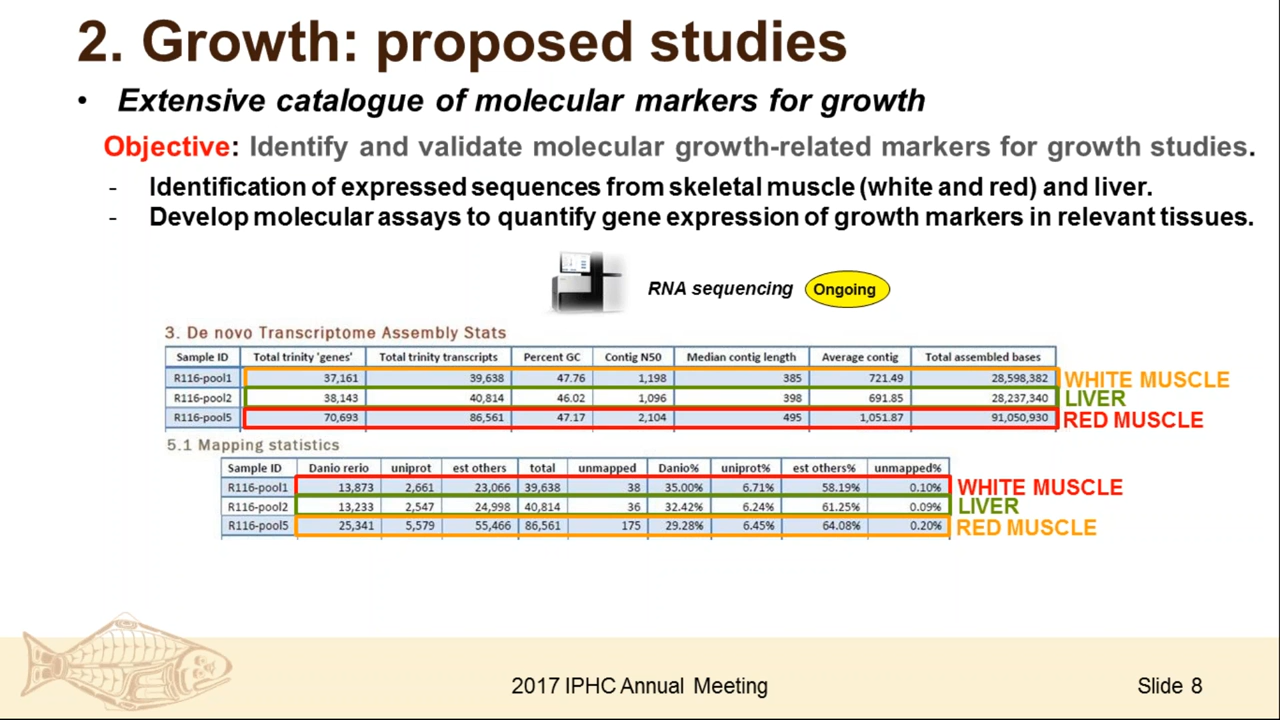 2. Growth: proposed studies
• Extensive catalogue of molecular markers for growth
Objective: Identify and validate molecular growth-related markers for growth studies.
- Identification of expressed sequences from skeletal muscle (white and red) and liver.
- Develop molecular assays to quantify gene expression of growth markers in relevant tissues.
RNA sequencing Ongoing
3. De novo Transcriptome Assembly Stats
Sample ID Total trinity 'genes' Total trinity transcripts Percent GC Contig N50 Median contig length Average contig Total assembled bases
R116-pool1 37,161 39,638 47.76 1,198 385 721.49 28,598,382 WHITE MUSCLE
R116-pool2 38,143 40,814 46.02 1,096 398 691.85 28,237,340 LIVER
R116-pool5 70,693 86,561 47.17 2,104 495 1,051.87 91,050,930 RED MUSCLE
5.1 Mapping statistics
Sample ID Danio rerio uniprot est others total unmapped Danio% uniprot% est others% unmapped%
R116-pool1 13,873 2,661 23,066 39,638 38 35.00% 6.71% 58.19% 0.10% WHITE MUSCLE
R116-pool2 13,233 2,547 24,998 40,814 36 32.42% 6.24% 61.25% 0.09% LIVER
R116-pool5 25,341 5,579 55,466 86,561 175 29.28% 6.45% 64.08% 0.20% RED MUSCLE
2017 IPHC Annual Meeting
Slide 8